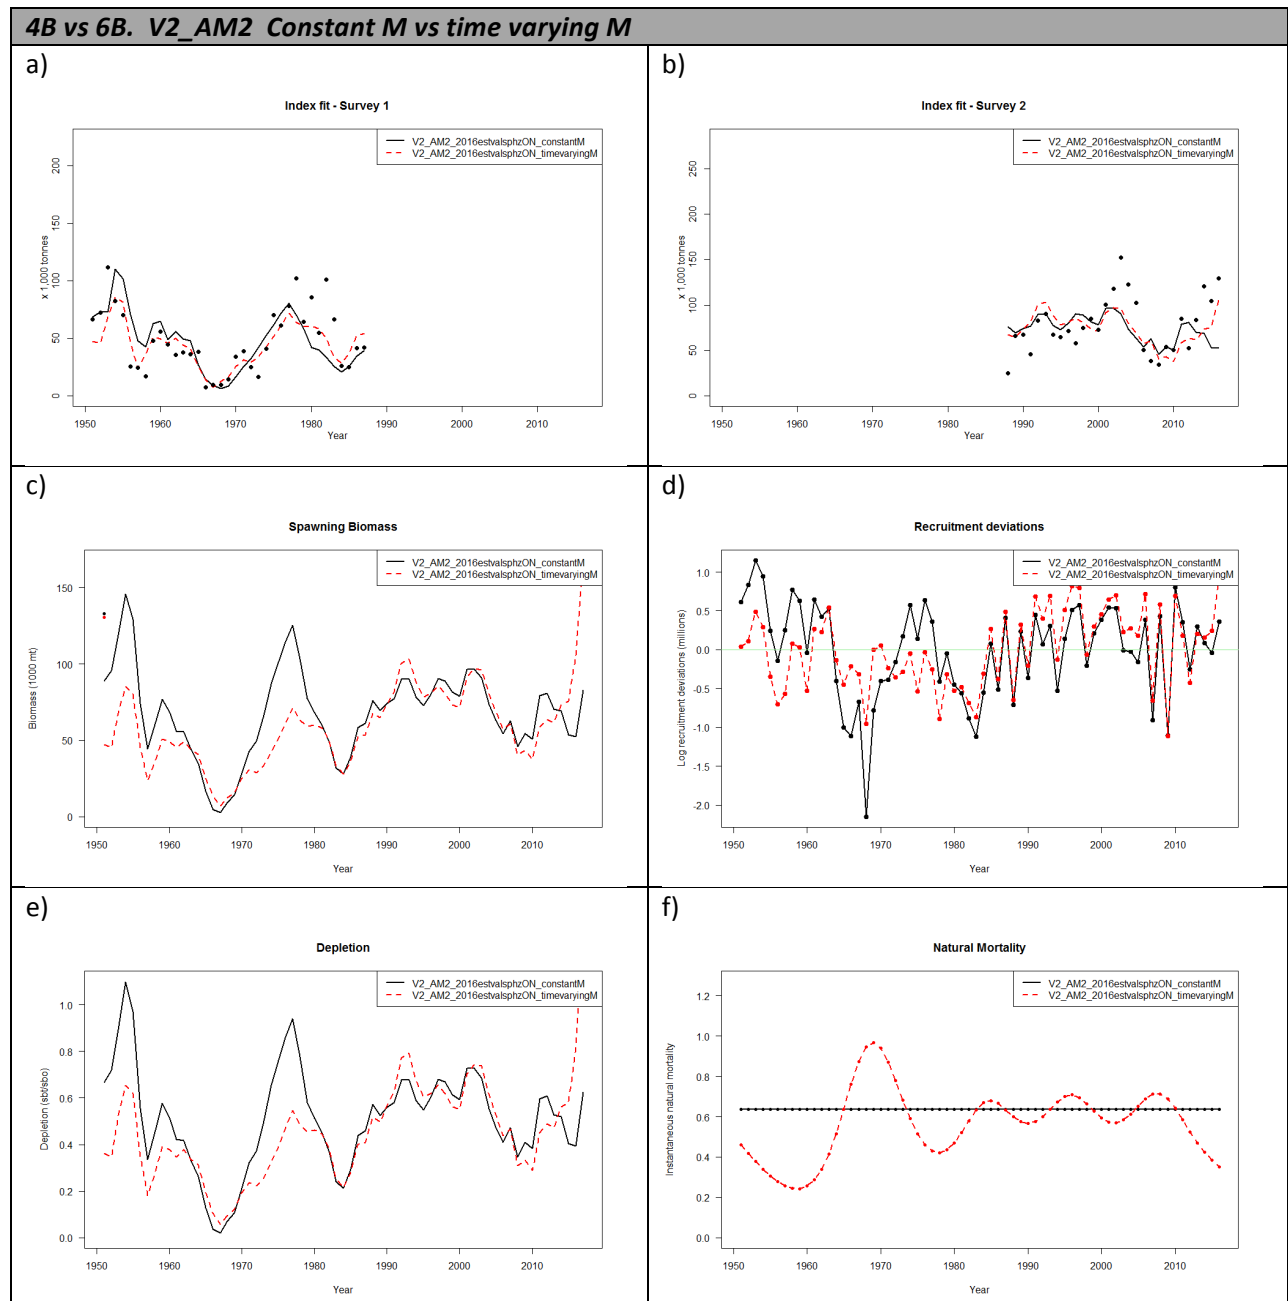 4B vs 6B.  V2_AM2  Constant M vs time varying M
a)
Index fit - Survey 1
V2_AM2_2016estvalsphzON_constantM
V2_AM2_2016estvalsphzON_timevaryingM
x 1,000 tonnes
200
150
100
50
0
1950 1960 1970 1980 1990 2000 2010
Year
b)
Index fit - Survey 2
V2_AM2_2016estvalsphzON_constantM
V2_AM2_2016estvalsphzON_timevaryingM
x 1,000 tonnes
250
200
150
100
50
0
1950 1960 1970 1980 1990 2000 2010
Year
c)
Spawning Biomass
V2_AM2_2016estvalsphzON_constantM
V2_AM2_2016estvalsphzON_timevaryingM
Biomass (1000 mt)
150
100
50
0
1950 1960 1970 1980 1990 2000 2010
Year
d)
Recruitment deviations
V2_AM2_2016estvalsphzON_constantM
V2_AM2_2016estvalsphzON_timevaryingM
Log recruitment deviations (millions)
1.0
0.5
0.0
-0.5
-1.0
-1.5
-2.0
1950 1960 1970 1980 1990 2000 2010
Year
e)
Depletion
V2_AM2_2016estvalsphzON_constantM
V2_AM2_2016estvalsphzON_timevaryingM
Depletion (sbt/sbo)
1.0
0.8
0.6
0.4
0.2
0.0
1950 1960 1970 1980 1990 2000 2010
Year
f)
Natural Mortality
V2_AM2_2016estvalsphzON_constantM
V2_AM2_2016estvalsphzON_timevaryingM
Instantaneous natural mortality
1.2
1.0
0.8
0.6
0.4
0.2
0.0
1950 1960 1970 1980 1990 2000 2010
Year